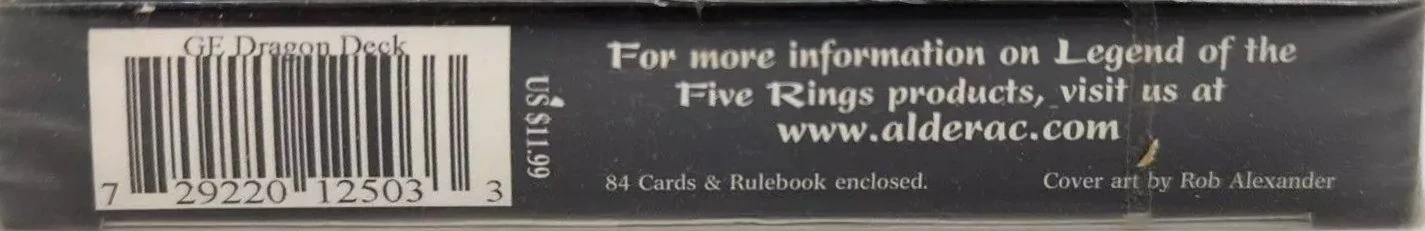 GE Dragon Deck
7 29220 12503 3
US $11.99
For more information on Legend of the
Five Rings products, visit us at
www.alderac.com
84 Cards & Rulebook enclosed.
Cover art by Rob Alexander